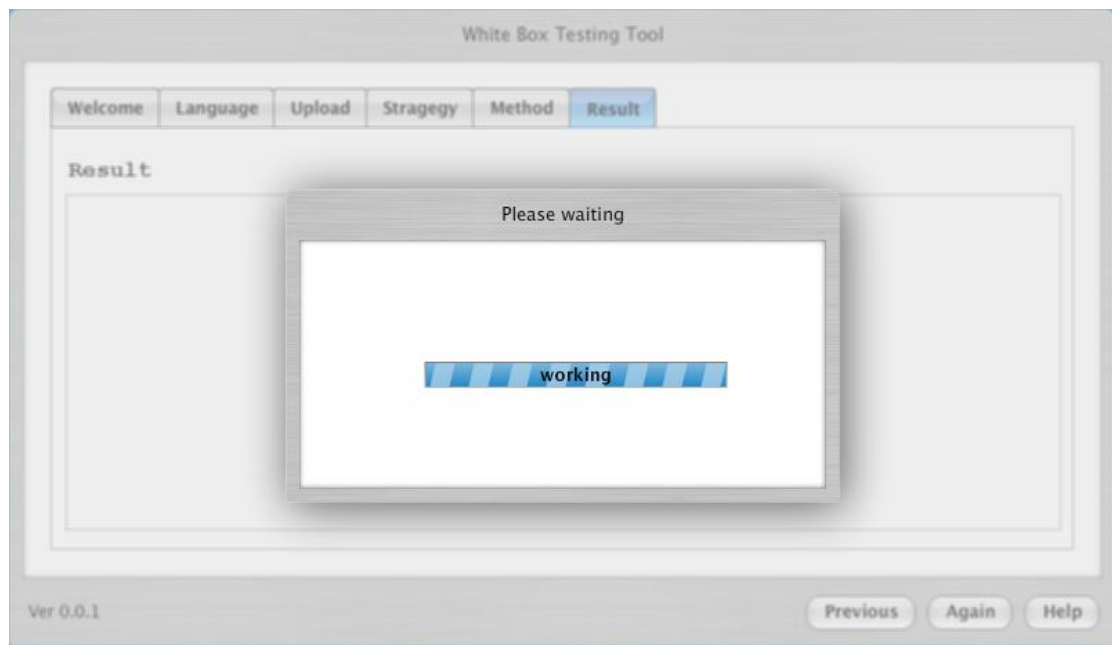 White Box Testing Tool
Welcome Language Upload Stragegy Method Result
Result
Please waiting
working
Ver 0.0.1 Previous Again Help